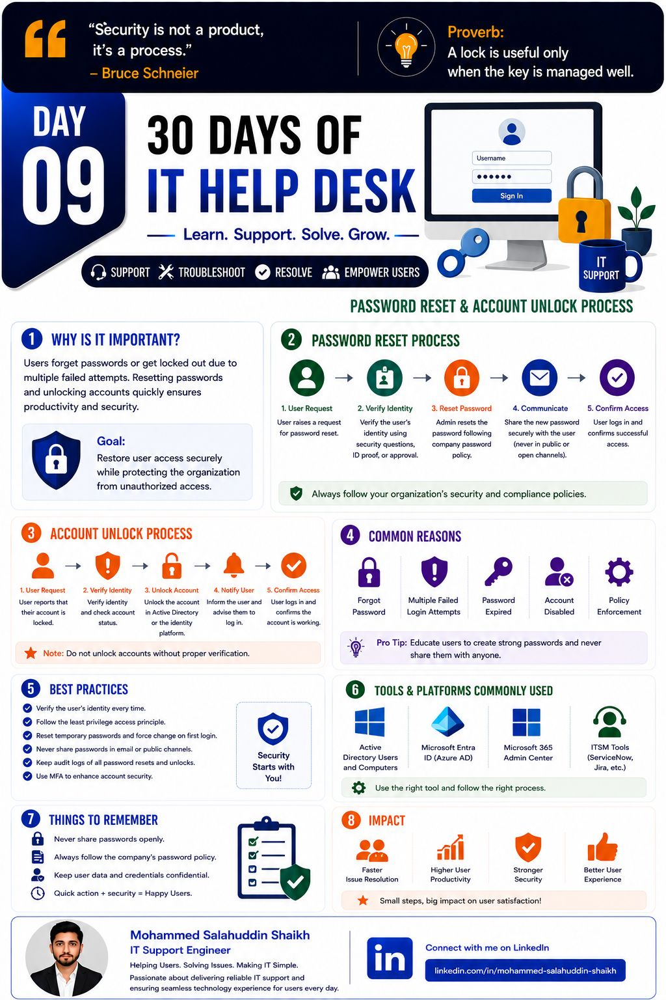 “Security is not a product,
it’s a process.”
– Bruce Schneier
Proverb:
A lock is useful only
when the key is managed well.
DAY
09
30 DAYS OF
IT HELP DESK
Learn. Support. Solve. Grow.
SUPPORT
TROUBLESHOOT
RESOLVE
EMPOWER USERS
Username
Sign In
IT
SUPPORT
PASSWORD RESET & ACCOUNT UNLOCK PROCESS
1 WHY IS IT IMPORTANT?
Users forget passwords or get locked out due to
multiple failed attempts. Resetting passwords
and unlocking accounts quickly ensures
productivity and security.
Goal:
Restore user access securely
while protecting the organization
from unauthorized access.
2 PASSWORD RESET PROCESS
1. User Request
User raises a request
for password reset.
2. Verify Identity
Verify the user's
identity using
security questions,
ID proof, or approval.
3. Reset Password
Admin resets the
password following
company password
policy.
4. Communicate
Share the new password
securely with the user
(never in public or
open channels).
5. Confirm Access
User logs in and
confirms successful
access.
Always follow your organization's security and compliance policies.
3 ACCOUNT UNLOCK PROCESS
1. User Request
User reports that
their account is
locked.
2. Verify Identity
Verify identity
and check account
status.
3. Unlock Account
Unlock the account
in Active Directory
or the identity
platform.
4. Notify User
Inform the user and
advise them to
log in.
5. Confirm Access
User logs in and
confirms the
account is working.
Note: Do not unlock accounts without proper verification.
4 COMMON REASONS
Forgot
Password
Multiple Failed
Login Attempts
Password
Expired
Account
Disabled
Policy
Enforcement
Pro Tip: Educate users to create strong passwords and never
share them with anyone.
5 BEST PRACTICES
Verify the user's identity every time.
Follow the least privilege access principle.
Reset temporary passwords and force change on first login.
Never share passwords in email or public channels.
Keep audit logs of all password resets and unlocks.
Use MFA to enhance account security.
Security
Starts with
You!
6 TOOLS & PLATFORMS COMMONLY USED
Active
Directory Users
and Computers
Microsoft Entra
ID (Azure AD)
Microsoft 365
Admin Center
ITSM Tools
(ServiceNow,
Jira, etc.)
Use the right tool and follow the right process.
7 THINGS TO REMEMBER
Never share passwords openly.
Always follow the company's password policy.
Keep user data and credentials confidential.
Quick action + security = Happy Users.
8 IMPACT
Faster
Issue Resolution
Higher User
Productivity
Stronger
Security
Better User
Experience
Small steps, big impact on user satisfaction!
Mohammed Salahuddin Shaikh
IT Support Engineer
Helping Users. Solving Issues. Making IT Simple.
Passionate about delivering reliable IT support and
ensuring seamless technology experience for users every day.
in
Connect with me on LinkedIn
linkedin.com/in/mohammed-salahuddin-shaikh